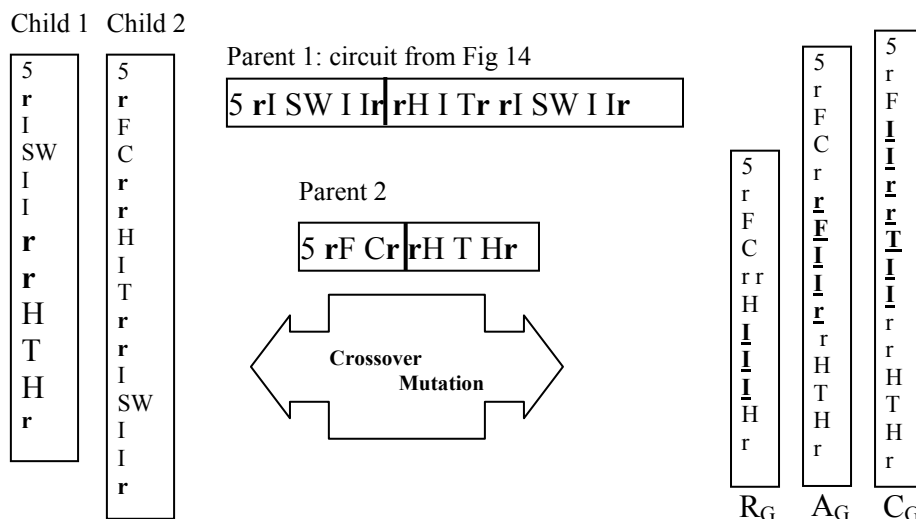 Child 1 Child 2
5
r
I
SW
I
I
r
r
H
T
H
r
5
r
F
C
r
r
H
I
T
r
r
I
SW
I
I
r
Parent 1: circuit from Fig 14
5 rI SW I Ir rH I Tr rI SW I Ir
Parent 2
5 rF Cr rH T Hr
Crossover
Mutation
5
r
F
C
r r
H
I
I
I
H
r
RG
5
r
F
C
r
r
F
I
I
r
r
H
T
H
r
AG
5
r
F
I
I
r
r
T
I
I
r
r
H
T
H
r
CG